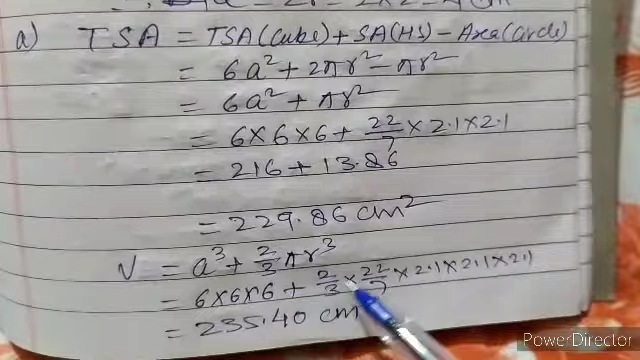 a) TSA = TSA(Cube) + SA(HS) - Area(Circle)
= 6a² + 2πr² - πr²
= 6a² + πr²
= 6×6×6 + 22/7 × 2.1×2.1
= 216 + 13.86
= 229.86 cm²
V = a³ + 2/3 πr³
= 6×6×6 + 2/3 × 22/7 × 2.1×2.1×2.1
= 235.40 cm
PowerDirector